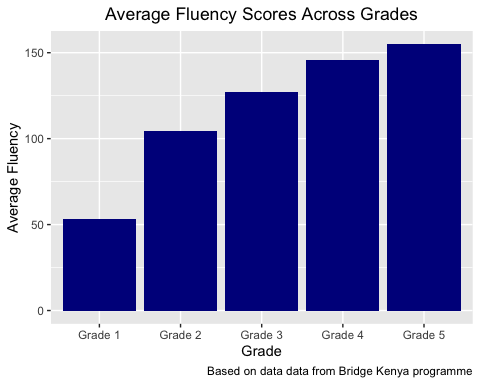 Average Fluency Scores Across Grades
Average Fluency
150
100
50
0
Grade 1 Grade 2 Grade 3 Grade 4 Grade 5
Grade
Based on data data from Bridge Kenya programme